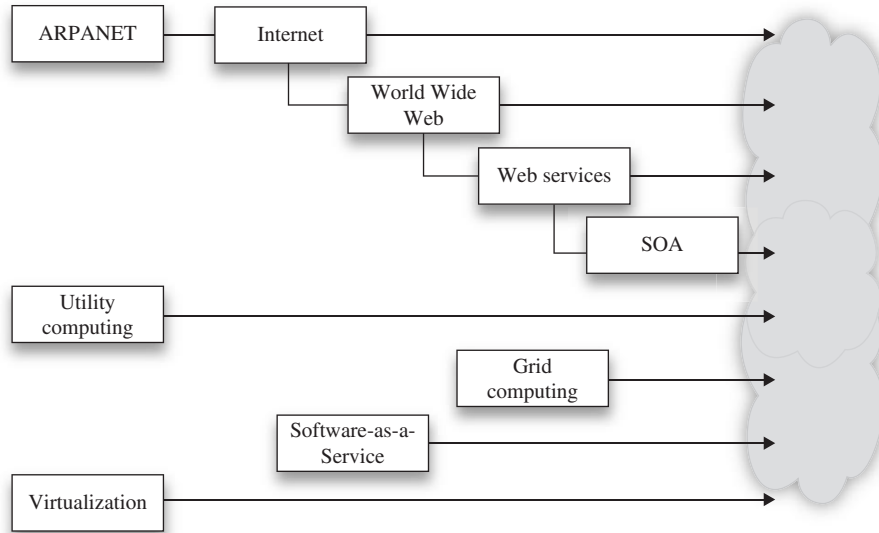 ARPANET
Internet
World Wide
Web
Web services
SOA
Utility
computing
Grid
computing
Software-as-a-
Service
Virtualization